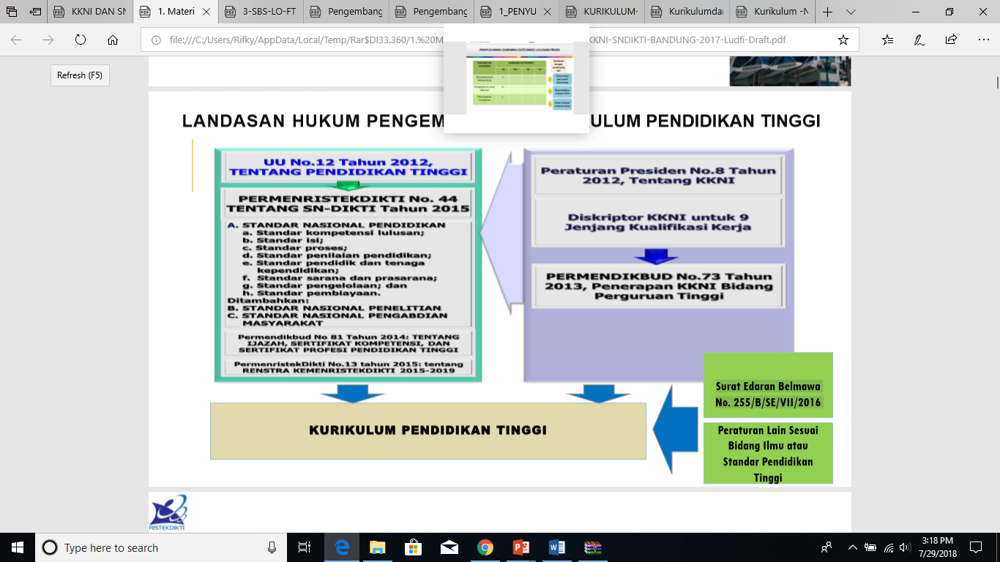 KKNI DAN SN
1. Materi
3-SBS-LO-FT
Pengembang
Pengembang
1_PENYU
KURIKULUM-
Kurikulumda
Kurikulum -N
file:///C:/Users/Rifky/AppData/Local/Temp/Rar$DI33.360/1.%20M
KKNI-SNDIKTI-BANDUNG-2017-Ludfi-Draft.pdf
Refresh (F5)
PENYUSUNAN LEARNING OUTCOMES LULUSAN PRODI
LANDASAN HUKUM PENGEM
ULUM PENDIDIKAN TINGGI
UU No.12 Tahun 2012,
TENTANG PENDIDIKAN TINGGI
PERMENRISTEKDIKTI No. 44
TENTANG SN-DIKTI Tahun 2015
A. STANDAR NASIONAL PENDIDIKAN
a. Standar kompetensi lulusan;
b. Standar isi;
c. Standar proses;
d. Standar penilaian pendidikan;
e. Standar pendidik dan tenaga
kependidikan;
f. Standar sarana dan prasarana;
g. Standar pengelolaan; dan
h. Standar pembiayaan.
Ditambahkan:
B. STANDAR NASIONAL PENELITIAN
C. STANDAR NASIONAL PENGABDIAN
MASYARAKAT
Permendikbud No 81 Tahun 2014: TENTANG
IJAZAH, SERTIFIKAT KOMPETENSI, DAN
SERTIFIKAT PROFESI PENDIDIKAN TINGGI
PermenristekDikti No.13 tahun 2015: tentang
RENSTRA KEMENRISTEKDIKTI 2015-2019
Peraturan Presiden No.8 Tahun
2012, Tentang KKNI
Diskriptor KKNI untuk 9
Jenjang Kualifikasi Kerja
PERMENDIKBUD No.73 Tahun
2013, Penerapan KKNI Bidang
Perguruan Tinggi
Surat Edaran Belmawa
No. 255/B/SE/VII/2016
Peraturan Lain Sesuai
Bidang Ilmu atau
Standar Pendidikan
Tinggi
KURIKULUM PENDIDIKAN TINGGI
RISTEKDIKTI
Type here to search
3:18 PM
7/29/2018